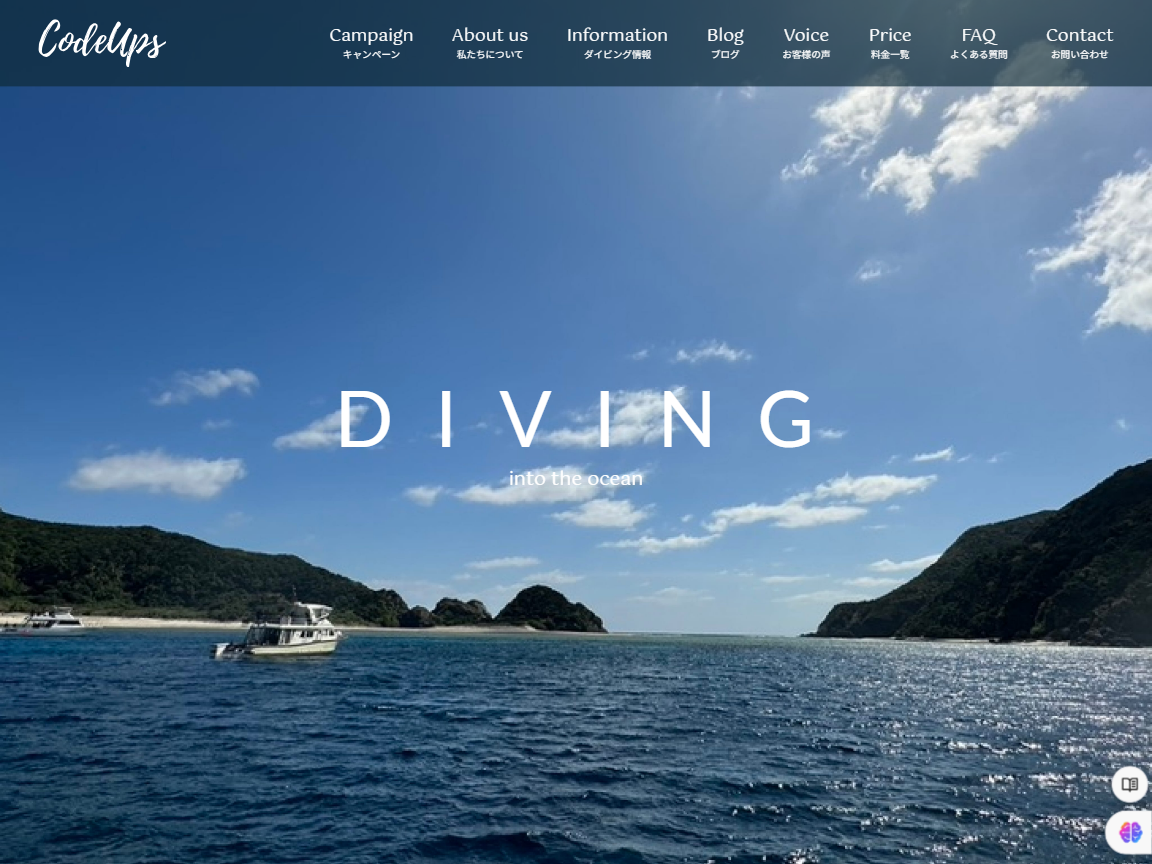 CodeUps
Campaign
キャンペーン
About us
私たちについて
Information
ダイビング情報
Blog
ブログ
Voice
お客様の声
Price
料金一覧
FAQ
よくある質問
Contact
お問い合わせ
DIVING
into the ocean